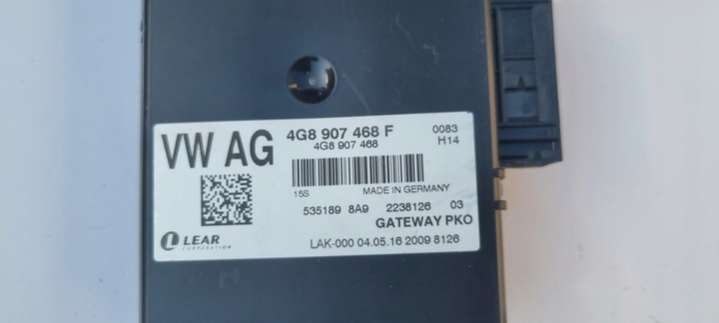 VW AG
4G8 907 468 F
0083
4G8 907 468
H14
15S
MADE IN GERMANY
535189 8A9 2238126 03
GATEWAY PKO
LEAR
CORPORATION
LAK-000 04.05.16 2009 8126